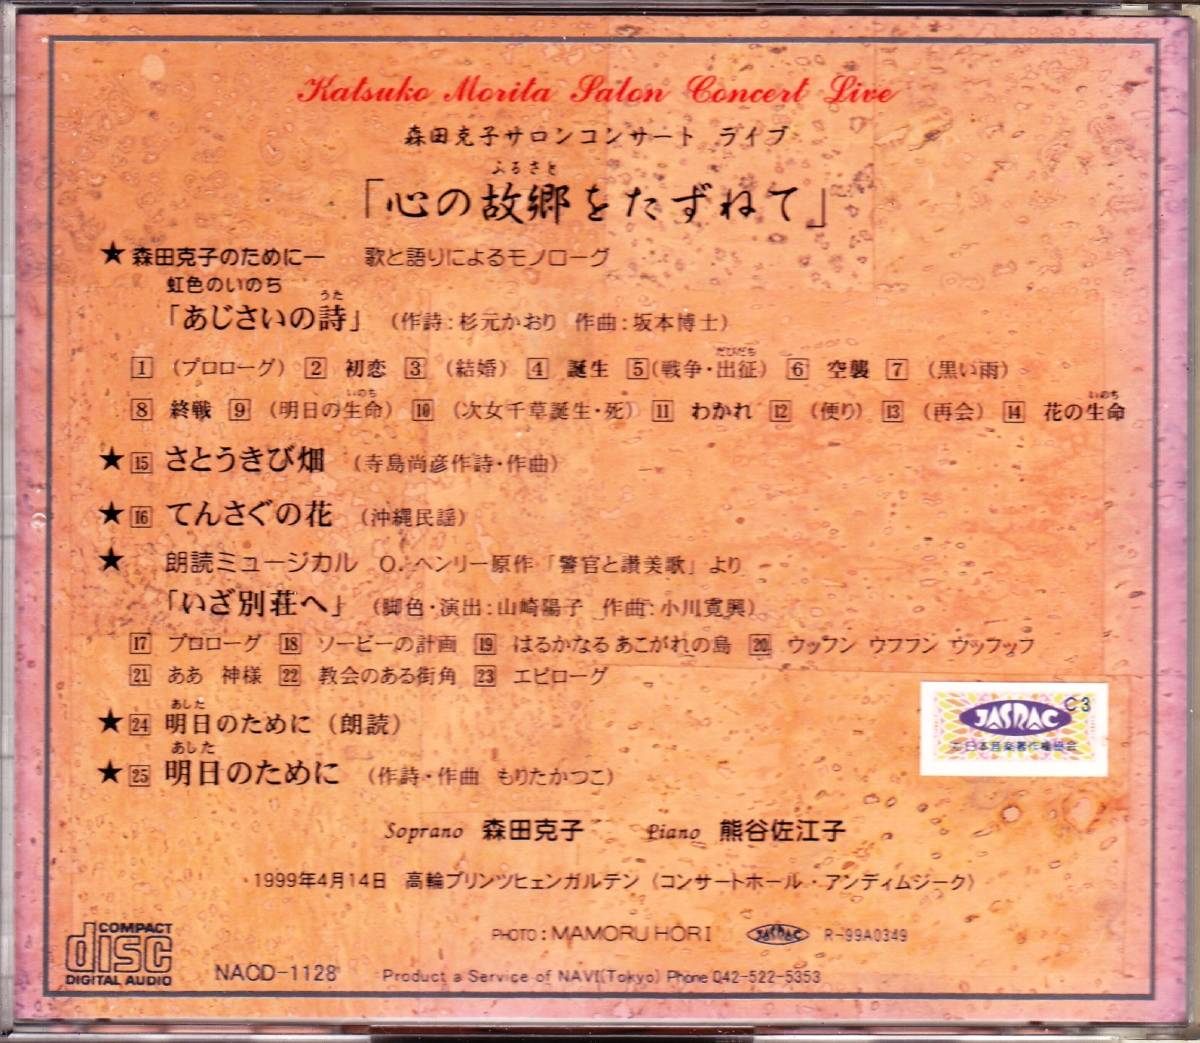 Katsuko Morita Salon Concert Live
森田克子サロンコンサート ライブ
ふるさと
「心の故郷をたずねて」
★森田克子のために― 歌と語りによるモノローグ
虹色のいのち
うた
「あじさいの詩」 (作詩:杉元かおり 作曲:坂本博士)
だびだち
1 (プロローグ) 2 初恋 3 (結婚) 4 誕生 5 (戦争・出征) 6 空襲 7 (黒い雨)
いのち いのち
8 終戦 9 (明日の生命) 10 (次女千草誕生・死) 11 わかれ 12 (便り) 13 (再会) 14 花の生命
★ 15 さとうきび畑 (寺島尚彦作詩・作曲)
★ 16 てんさぐの花 (沖縄民謡)
★ 朗読ミュージカル O.ヘンリー原作「警官と讃美歌」より
「いざ別荘へ」 (脚色・演出:山崎陽子 作曲:小川寛興)
17 プロローグ 18 ソーピーの計画 19 はるかなる あこがれの島 20 ウッフン ウフフン ウッフッフ
21 ああ 神様 22 教会のある街角 23 エピローグ
あした
★ 24 明日のために (朗読)
あした
★ 25 明日のために (作詩・作曲 もりたかつこ)
C3
JASRAC
日本音楽著作権協会
Soprano 森田克子 Piano 熊谷佐江子
1999年4月14日 高輪プリンツヒェンガルテン (コンサートホール・アンディムジーク)
PHOTO : MAMORU HORI JASRAC R-99A0349
COMPACT disc DIGITAL AUDIO
NACD-1128 Product & Service of NAVI(Tokyo) Phone 042-522-5353